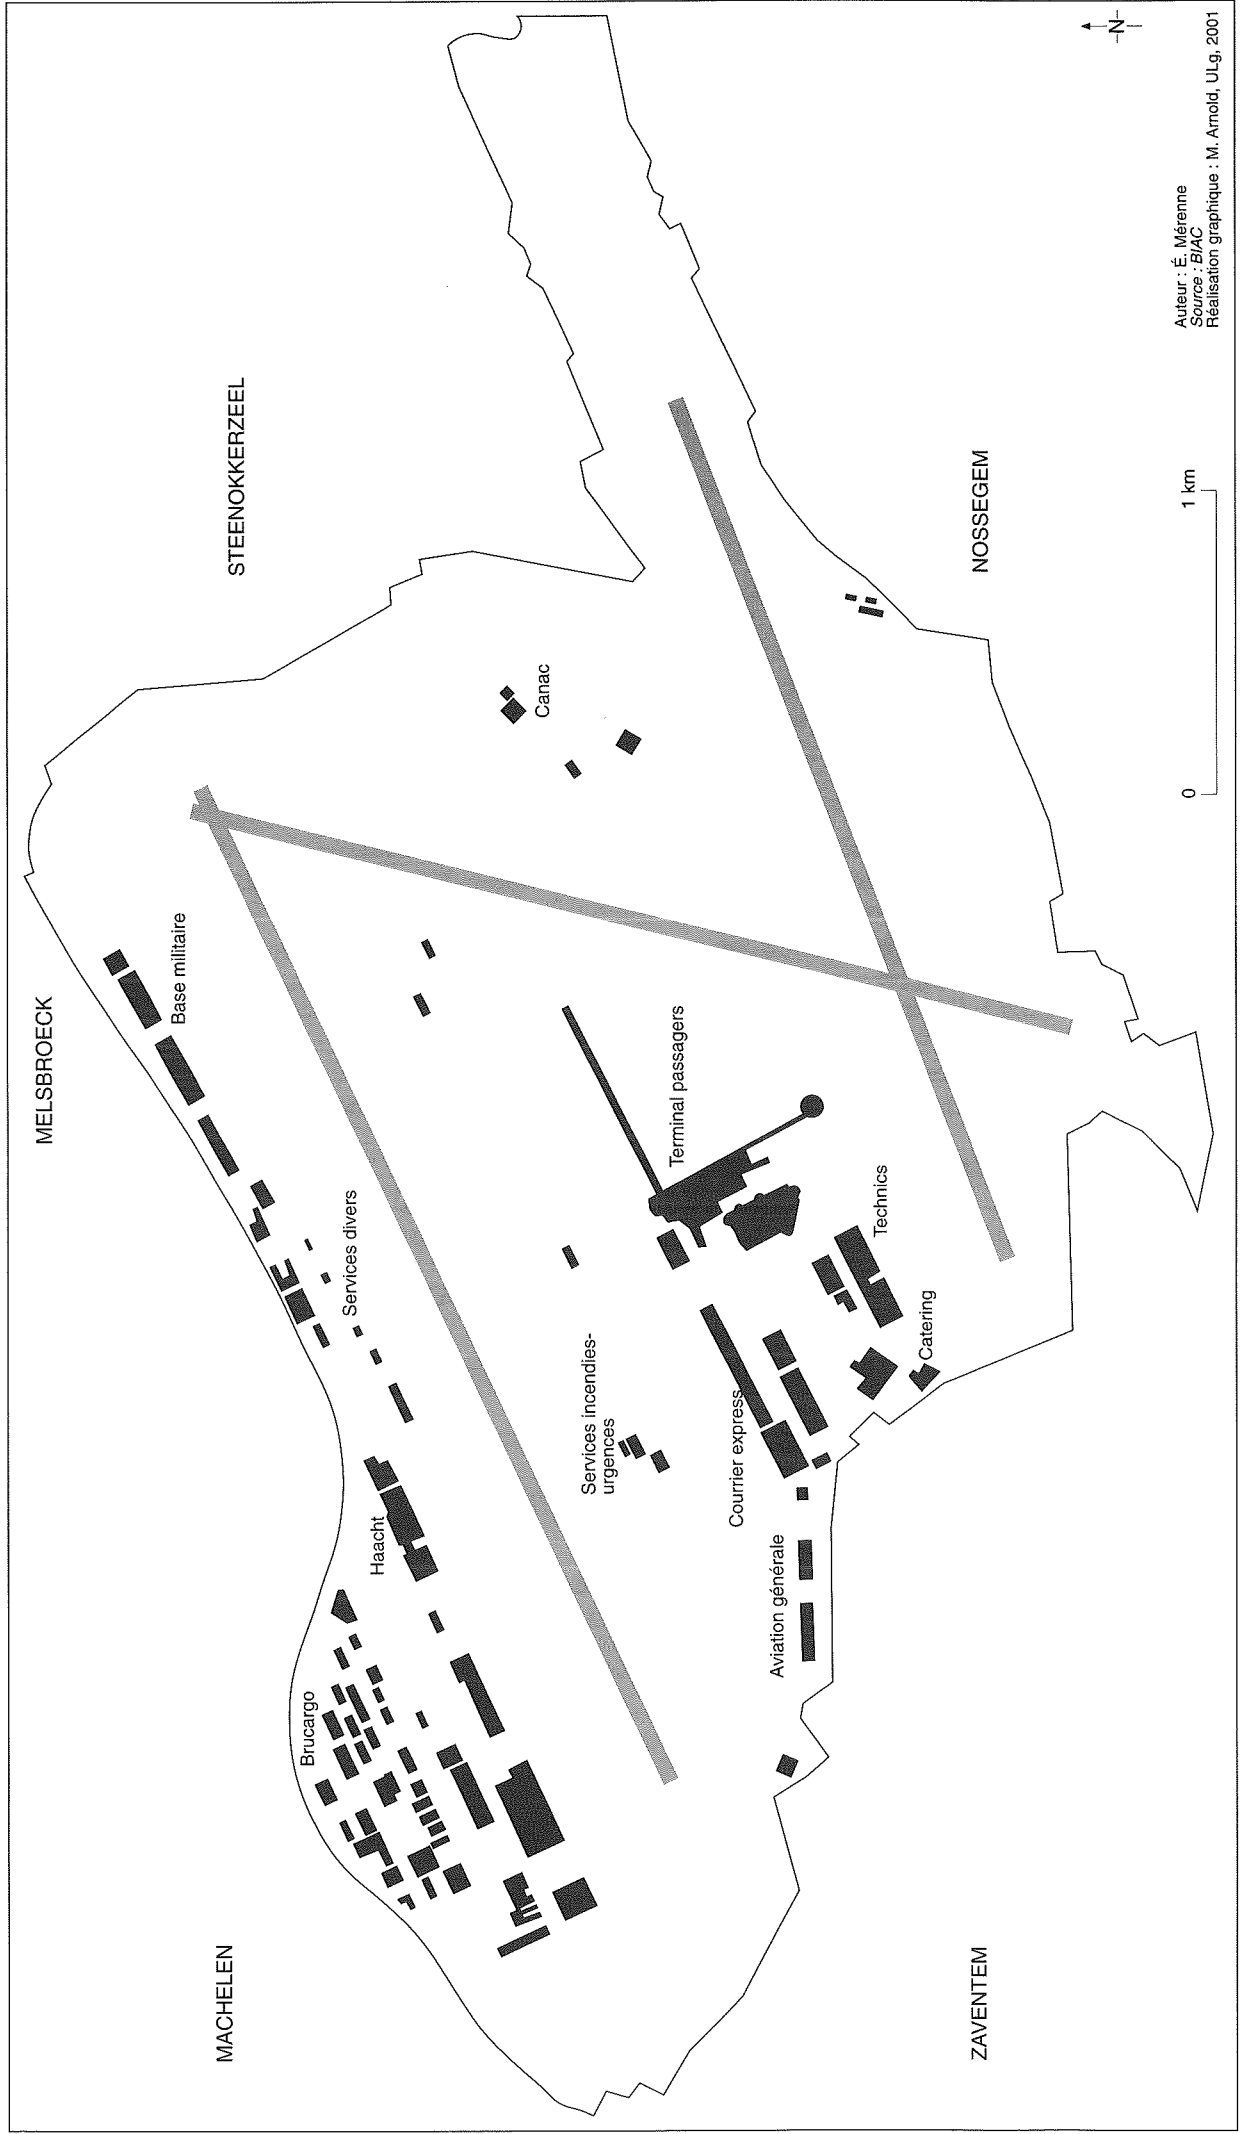 MELSBROECK
STEENOKKERZEEL
MACHELEN
Base militaire
Services divers
Brucargo
Haacht
Canac
Services incendies-
urgences
Terminal passagers
Courrier express
Aviation générale
Technics
Catering
ZAVENTEM
NOSSEGEM
0
1 km
N
Auteur : É. Mérenne
Source : BIAC
Réalisation graphique : M. Arnold, ULg, 2001